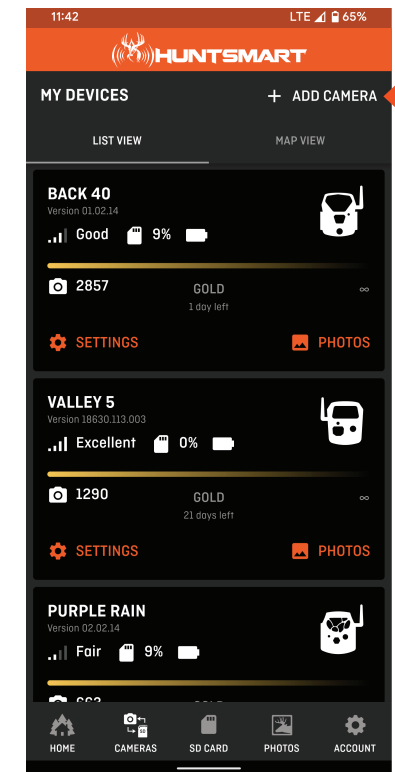 11:42 LTE 65%
HUNTSMART
MY DEVICES + ADD CAMERA
LIST VIEW MAP VIEW
BACK 40
Version 01.02.14
Good 9%
2857 GOLD ∞
1 day left
SETTINGS PHOTOS
VALLEY 5
Version 18630.113.003
Excellent 0%
1290 GOLD ∞
21 days left
SETTINGS PHOTOS
PURPLE RAIN
Version 02.02.14
Fair 9%
SD
HOME CAMERAS SD CARD PHOTOS ACCOUNT